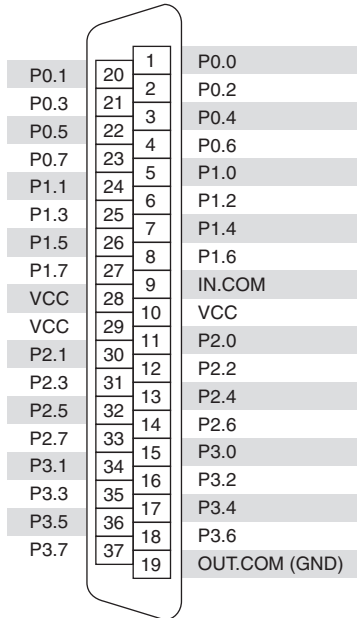 1 P0.0
P0.1 20
2 P0.2
P0.3 21
3 P0.4
P0.5 22
4 P0.6
P0.7 23
5 P1.0
P1.1 24
6 P1.2
P1.3 25
7 P1.4
P1.5 26
8 P1.6
P1.7 27
9 IN.COM
VCC 28
10 VCC
VCC 29
11 P2.0
P2.1 30
12 P2.2
P2.3 31
13 P2.4
P2.5 32
14 P2.6
P2.7 33
15 P3.0
P3.1 34
16 P3.2
P3.3 35
17 P3.4
P3.5 36
18 P3.6
P3.7 37
19 OUT.COM (GND)